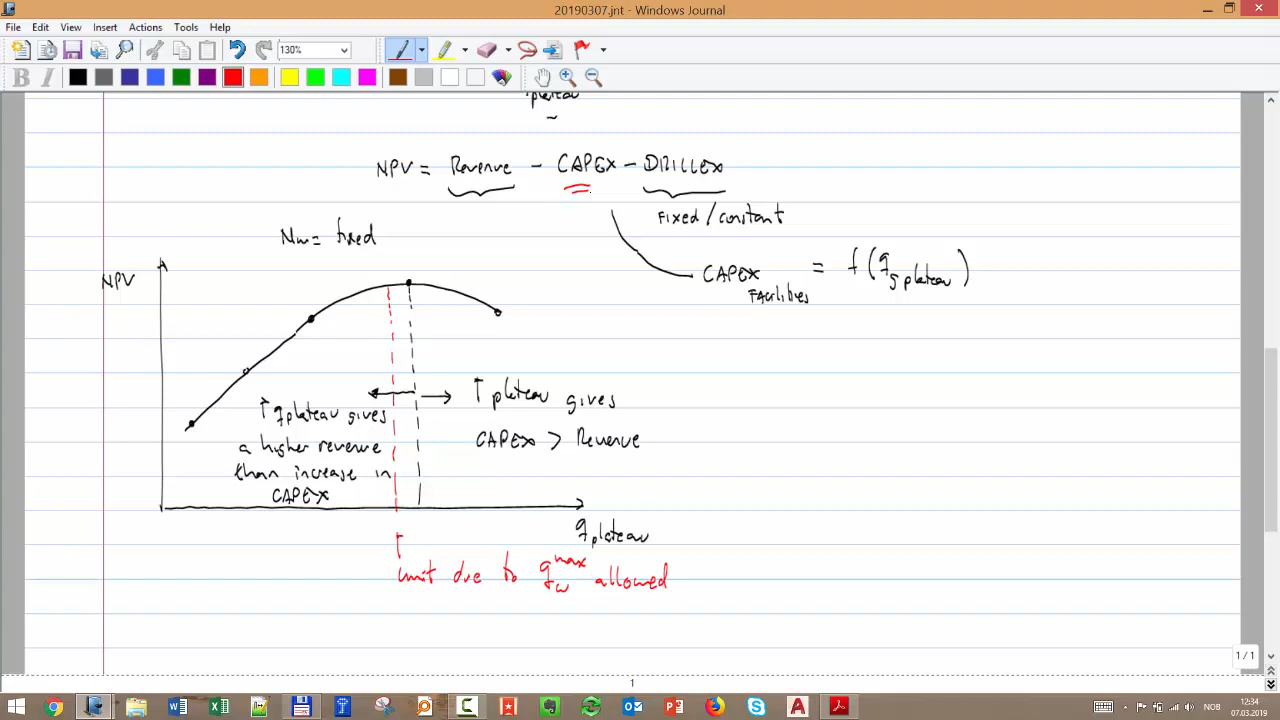 20190307.jnt - Windows Journal
File Edit View Insert Actions Tools Help
130%
B I
qplateau
NPV = Revenue - CAPEX - DRILLEX
Fixed / constant
Nw = fixed
CAPEX Facilities = f (qg plateau)
NPV
↑ qplateau gives
a higher revenue
than increase in
CAPEX
↑ plateau gives
CAPEX > Revenue
qplateau
limit due to qw max allowed
1 / 1
1
NOB
12:34
07.03.2019